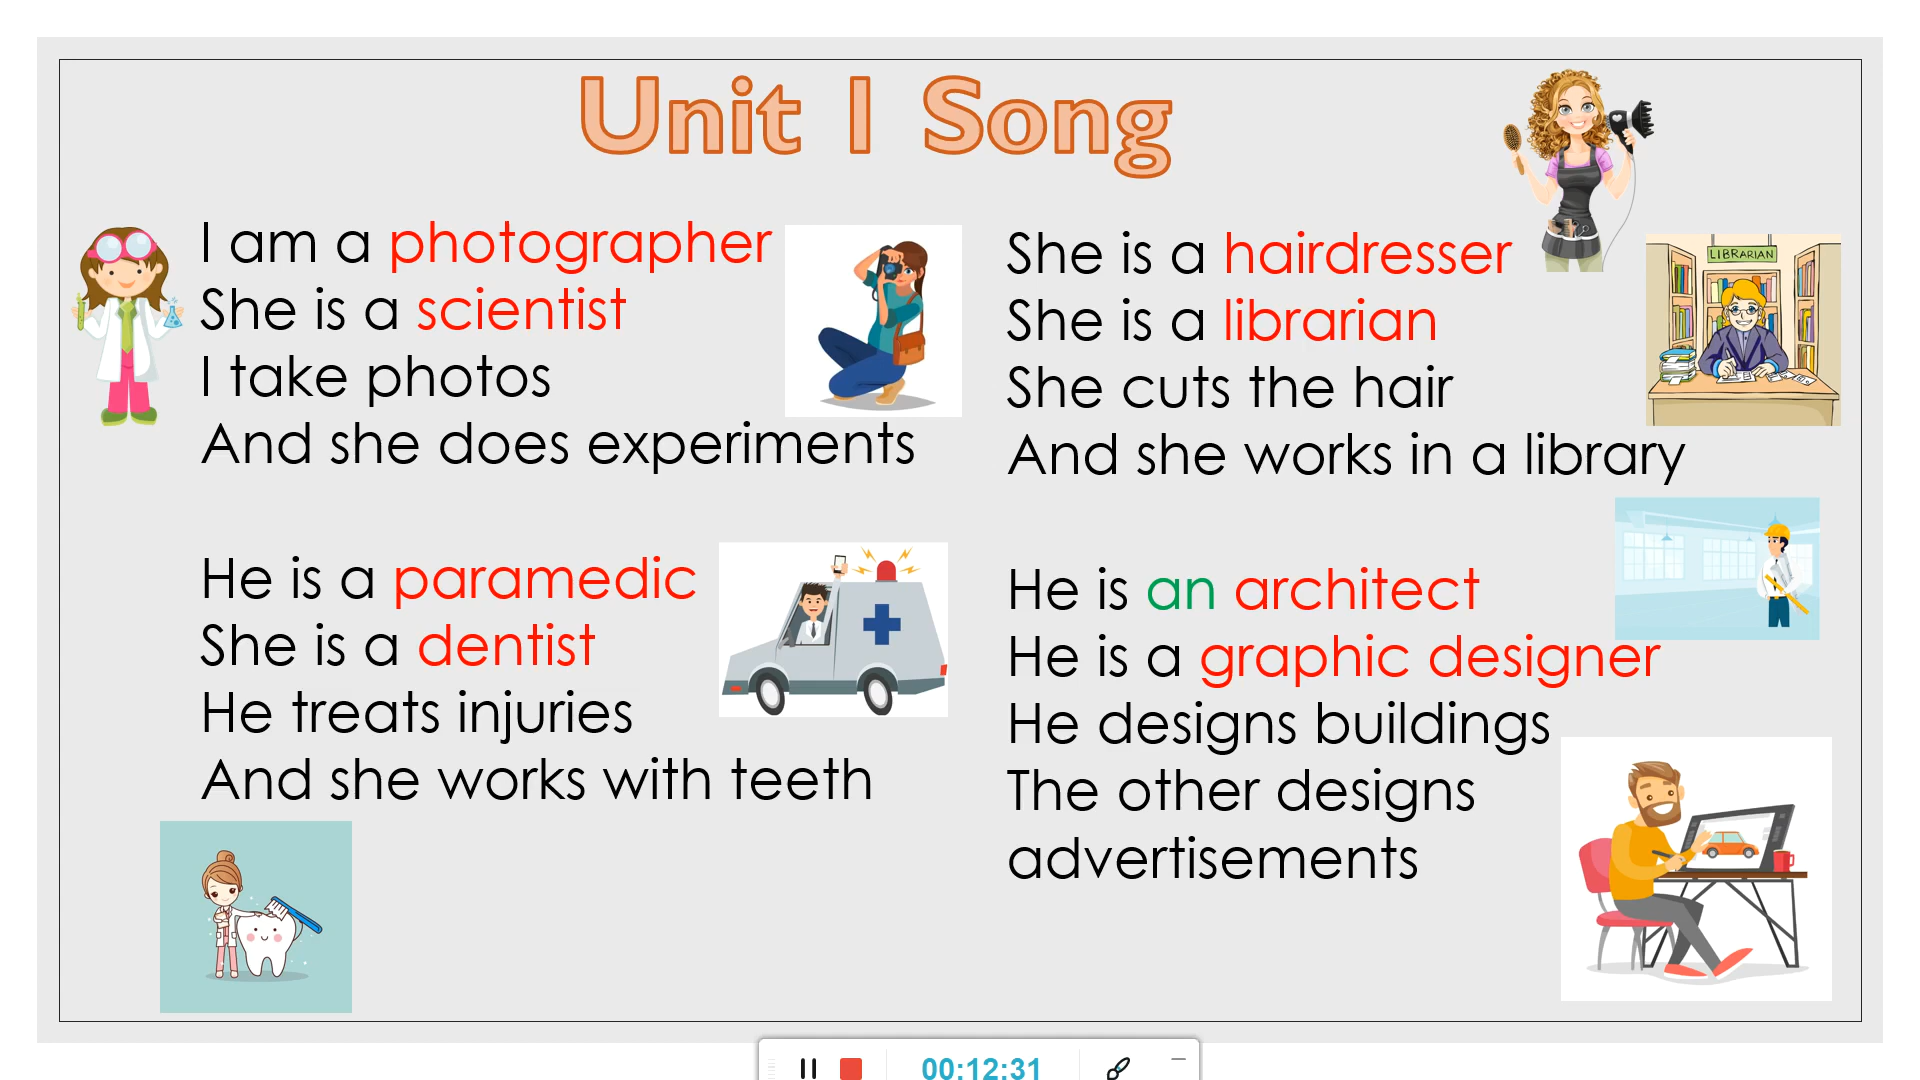 Unit 1 Song
I am a photographer
She is a scientist
I take photos
And she does experiments
He is a paramedic
She is a dentist
He treats injuries
And she works with teeth
She is a hairdresser
She is a librarian
She cuts the hair
And she works in a library
He is an architect
He is a graphic designer
He designs buildings
The other designs
advertisements
LIBRARIAN
00:12:31